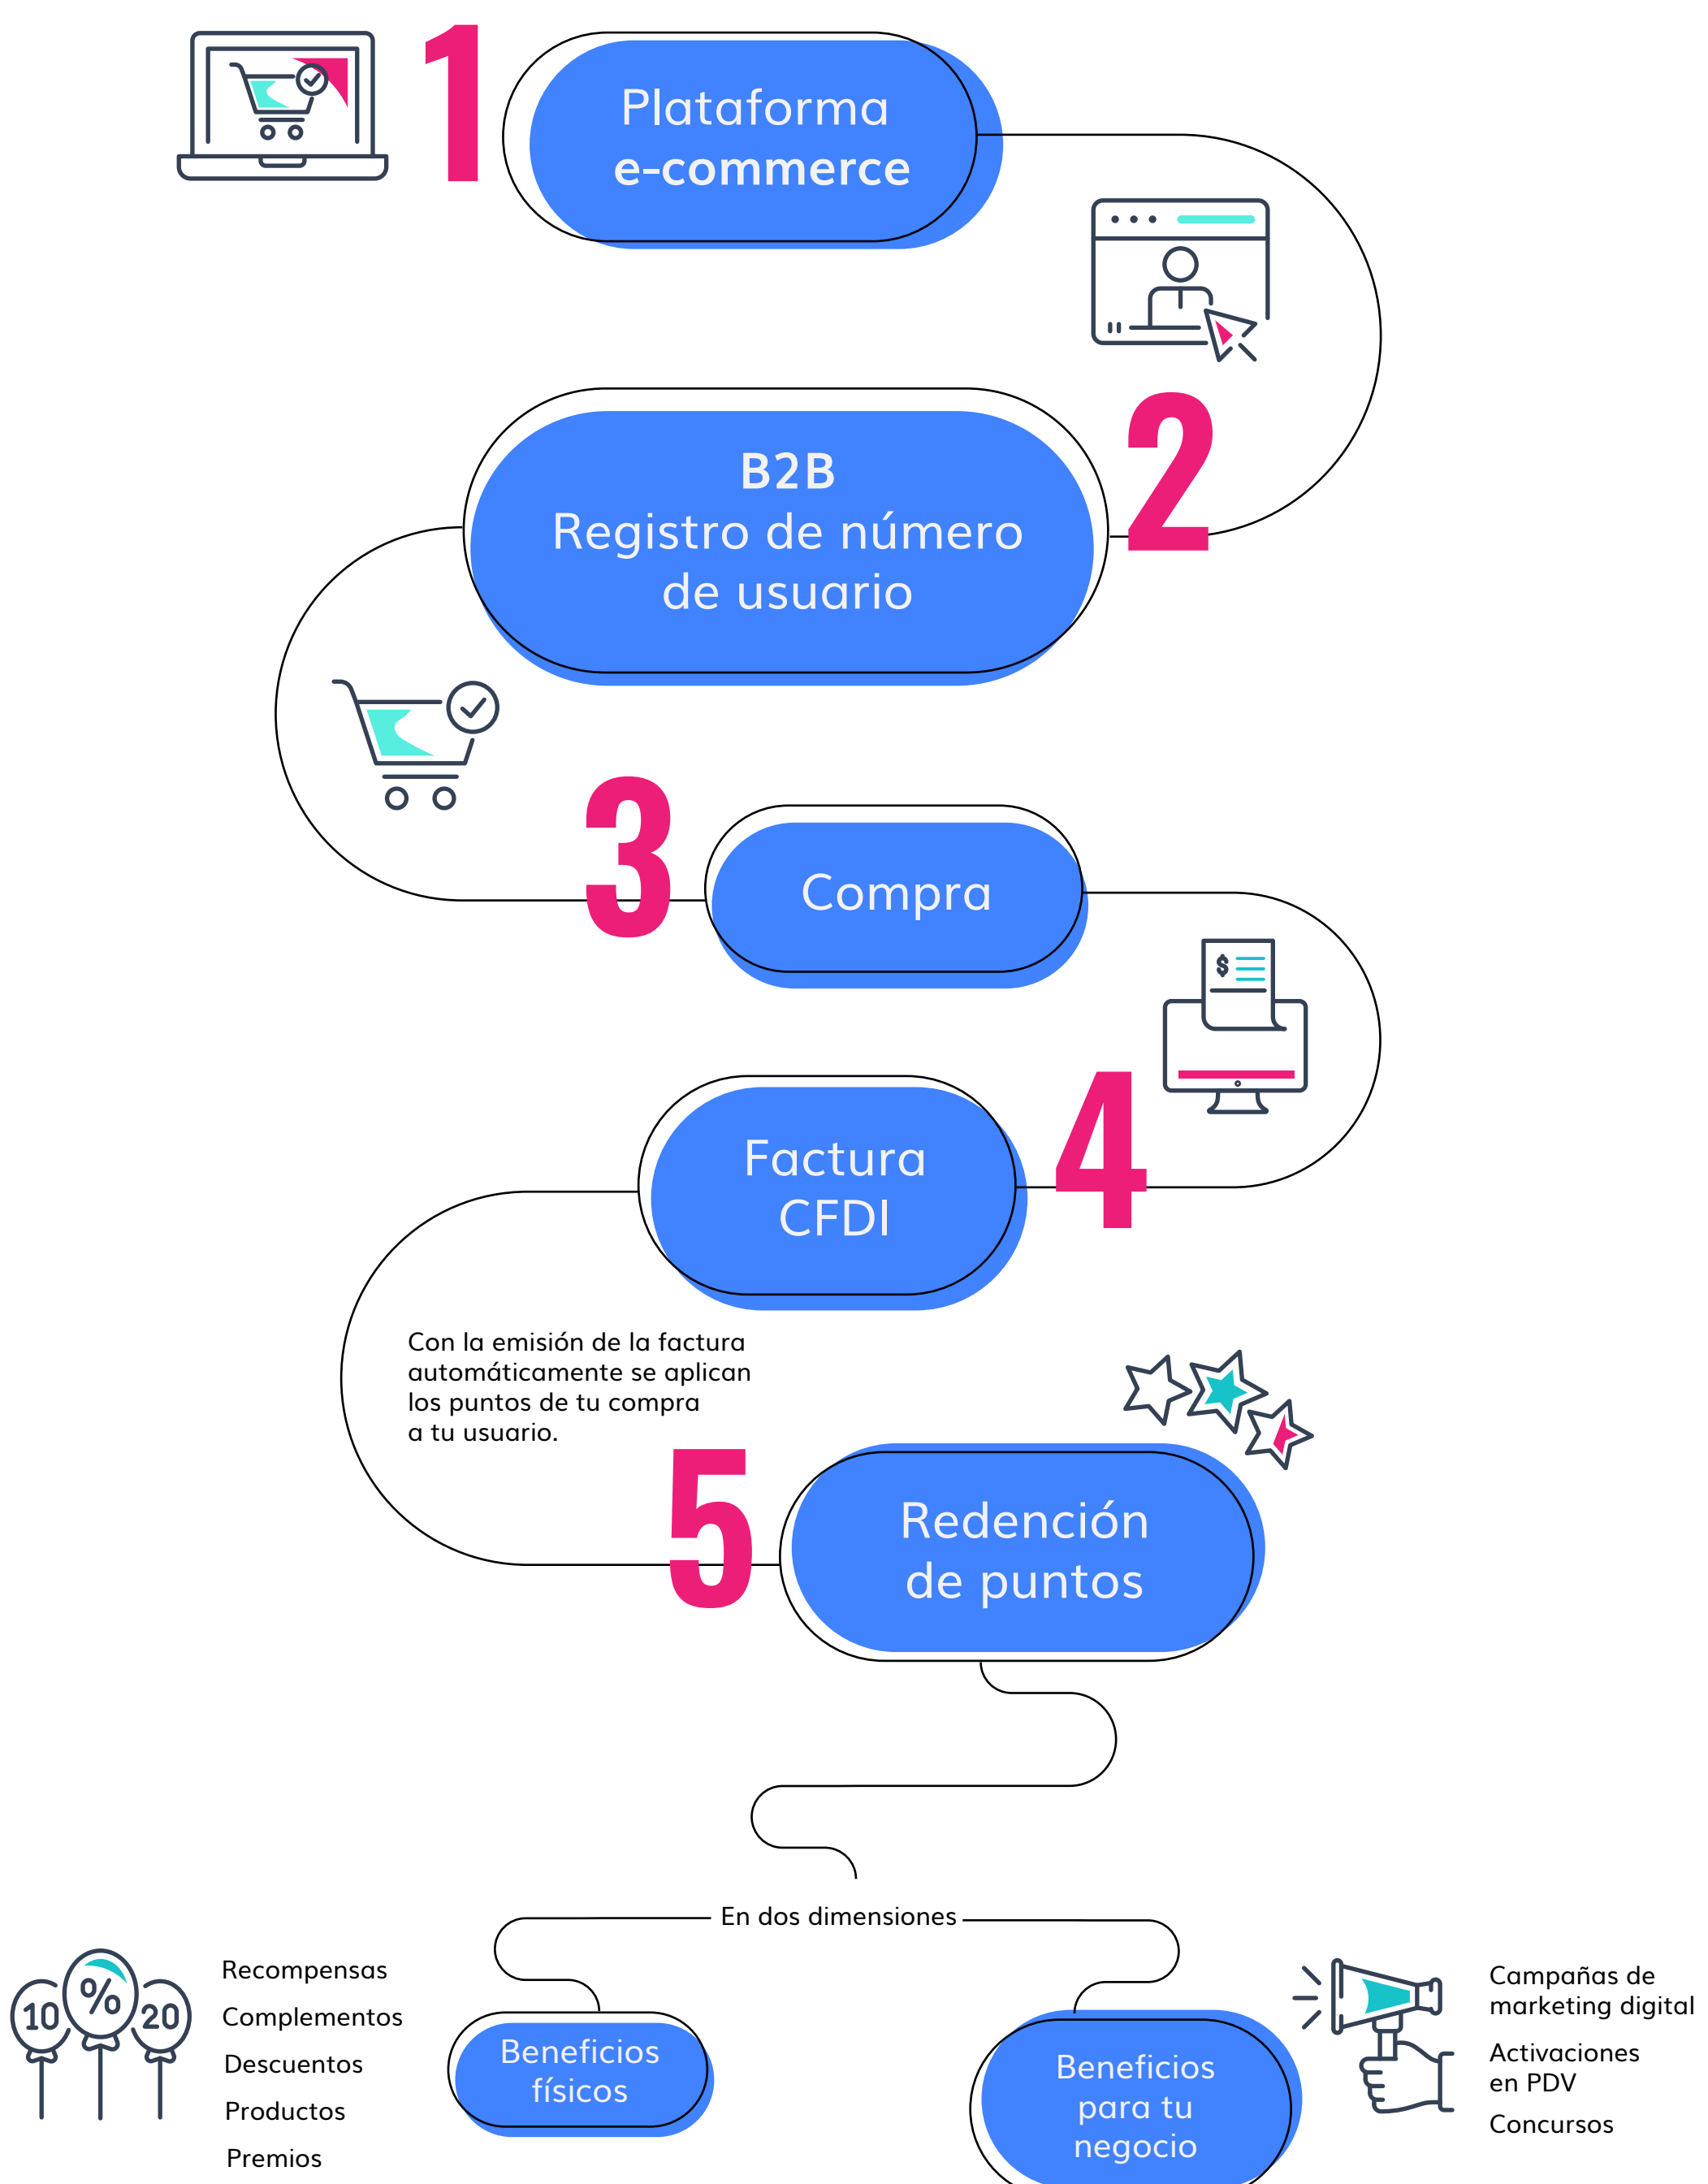 1
Plataforma
e-commerce
2
B2B
Registro de número
de usuario
3
Compra
$
4
Factura
CFDI
Con la emisión de la factura
automáticamente se aplican
los puntos de tu compra
a tu usuario.
5
Redención
de puntos
En dos dimensiones
10
%
20
Recompensas
Complementos
Descuentos
Productos
Premios
Beneficios
físicos
Beneficios
para tu
negocio
Campañas de
marketing digital
Activaciones
en PDV
Concursos